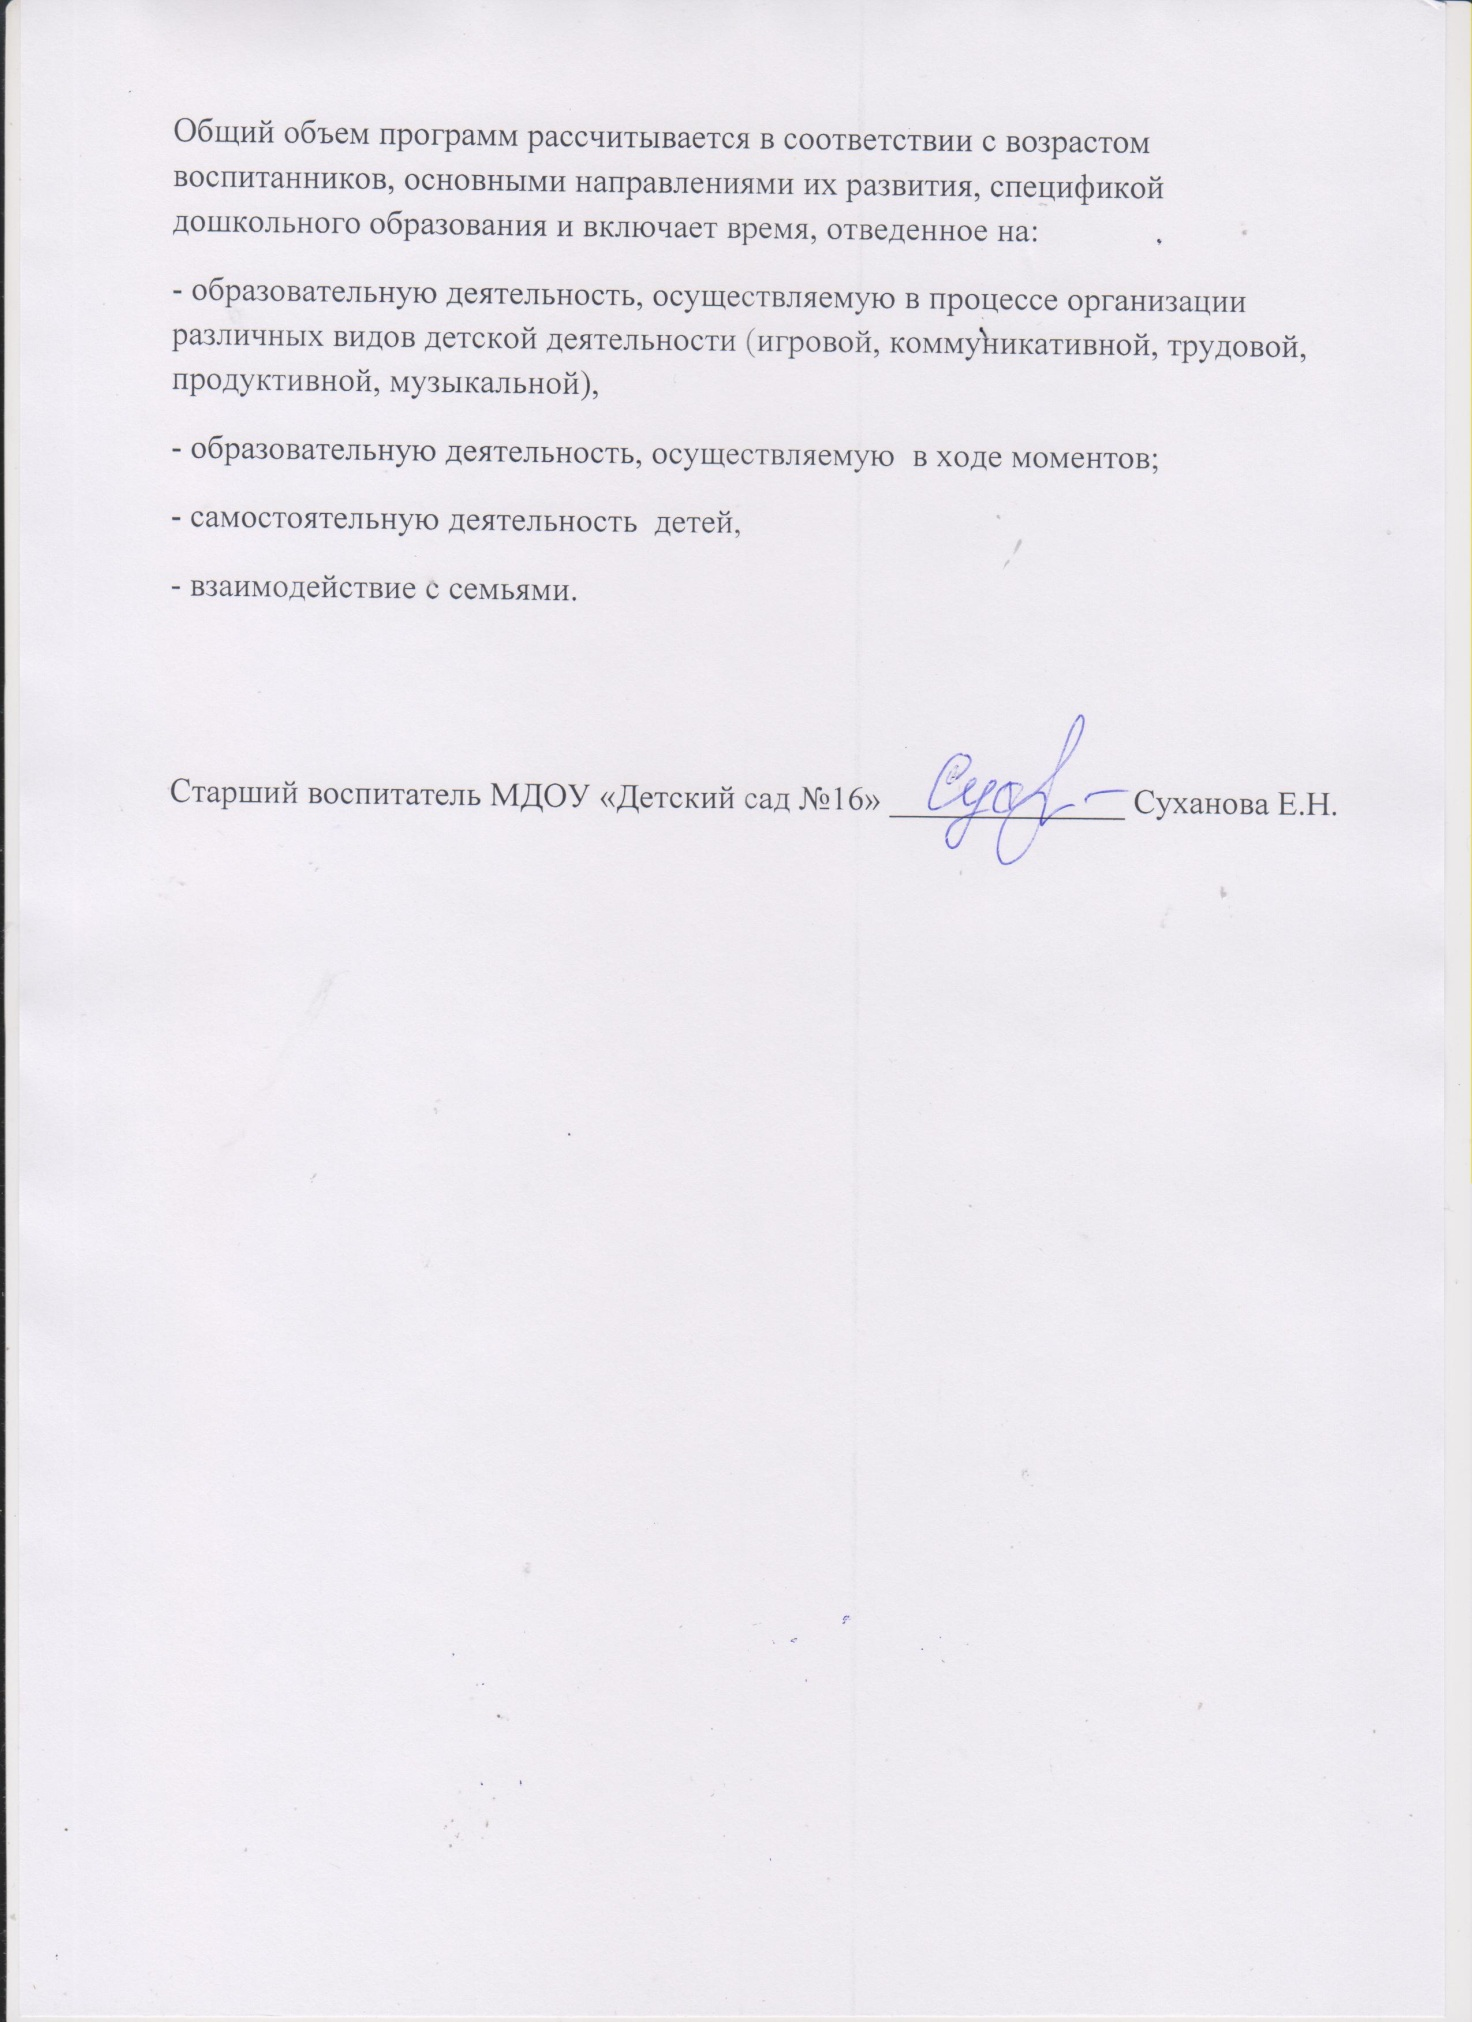 Общий объем программ рассчитывается в соответствии с возрастом
воспитанников, основными направлениями их развития, спецификой
дошкольного образования и включает время, отведенное на:
- образовательную деятельность, осуществляемую в процессе организации
различных видов детской деятельности (игровой, коммуникативной, трудовой,
продуктивной, музыкальной),
- образовательную деятельность, осуществляемую  в ходе моментов;
- самостоятельную деятельность  детей,
- взаимодействие с семьями.
Старший воспитатель МДОУ «Детский сад №16» ______________ Суханова Е.Н.